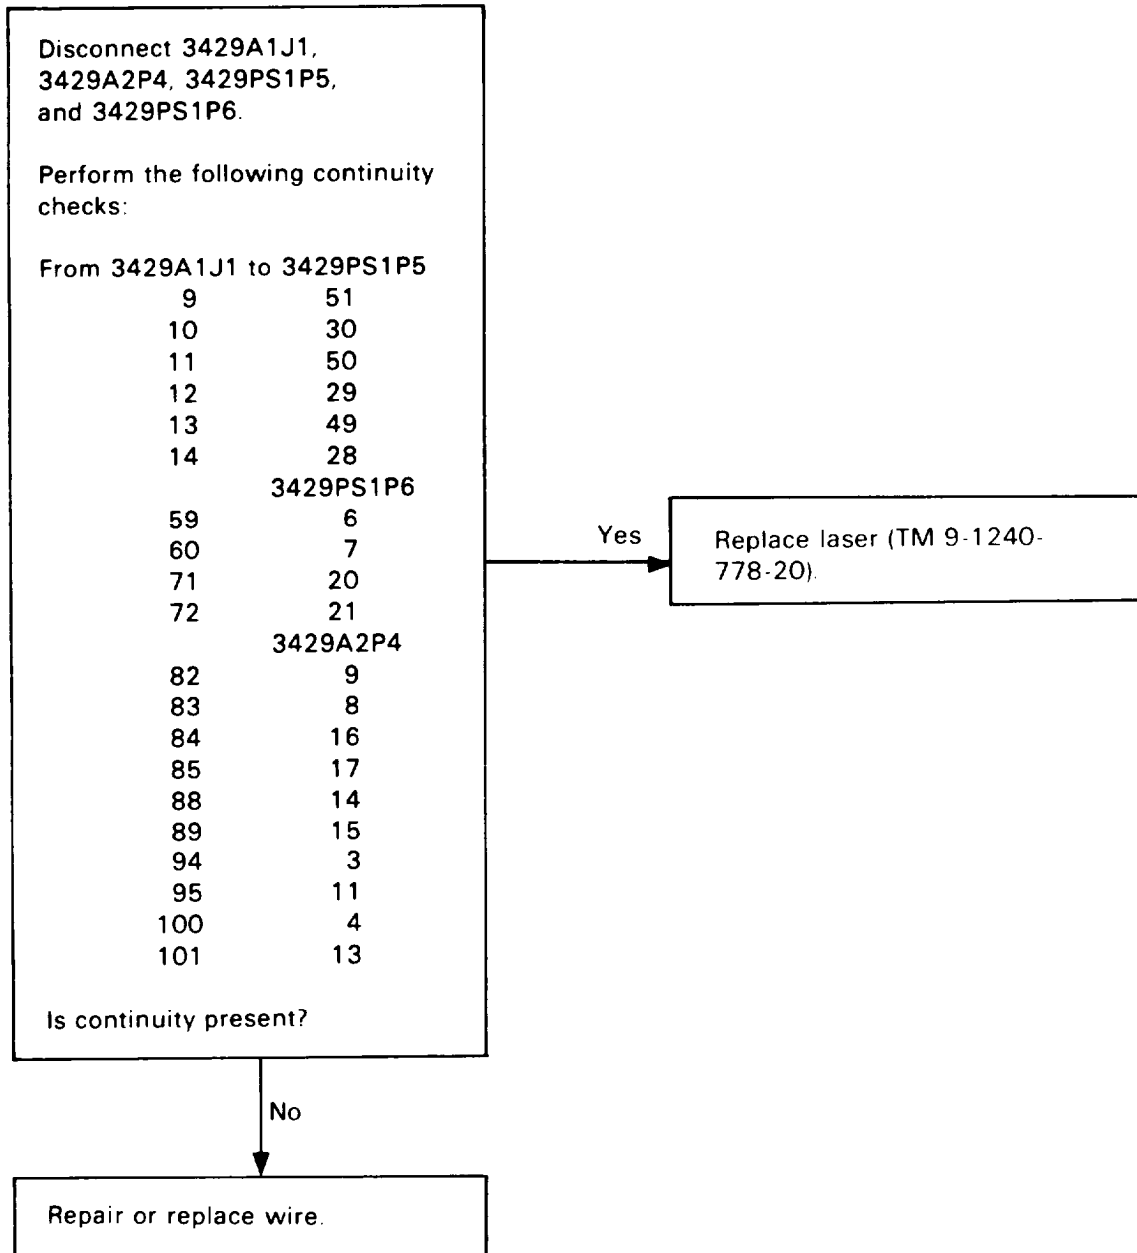 Disconnect 3429A1J1,
3429A2P4, 3429PS1P5,
and 3429PS1P6.
Perform the following continuity
checks:
From 3429A1J1 to 3429PS1P5
9 51
10 30
11 50
12 29
13 49
14 28
3429PS1P6
59 6
60 7
71 20
72 21
3429A2P4
82 9
83 8
84 16
85 17
88 14
89 15
94 3
95 11
100 4
101 13
Is continuity present?
Yes
Replace laser (TM 9-1240-
778-20).
No
Repair or replace wire.